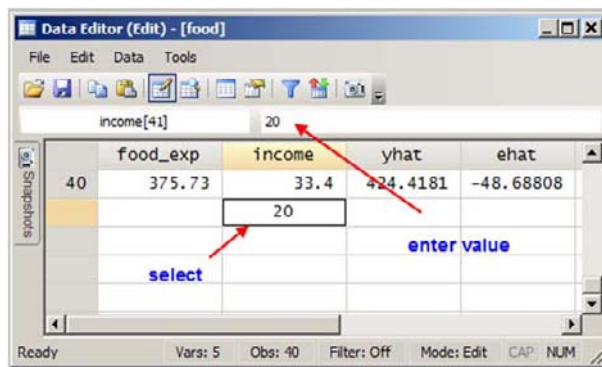 Data Editor (Edit) - [food]
File Edit Data Tools
income[41] 20
Snapshots
food_exp income yhat ehat
40 375.73 33.4 424.4181 -48.68808
20
enter value
select
Ready Vars: 5 Obs: 40 Filter: Off Mode: Edit CAP NUM